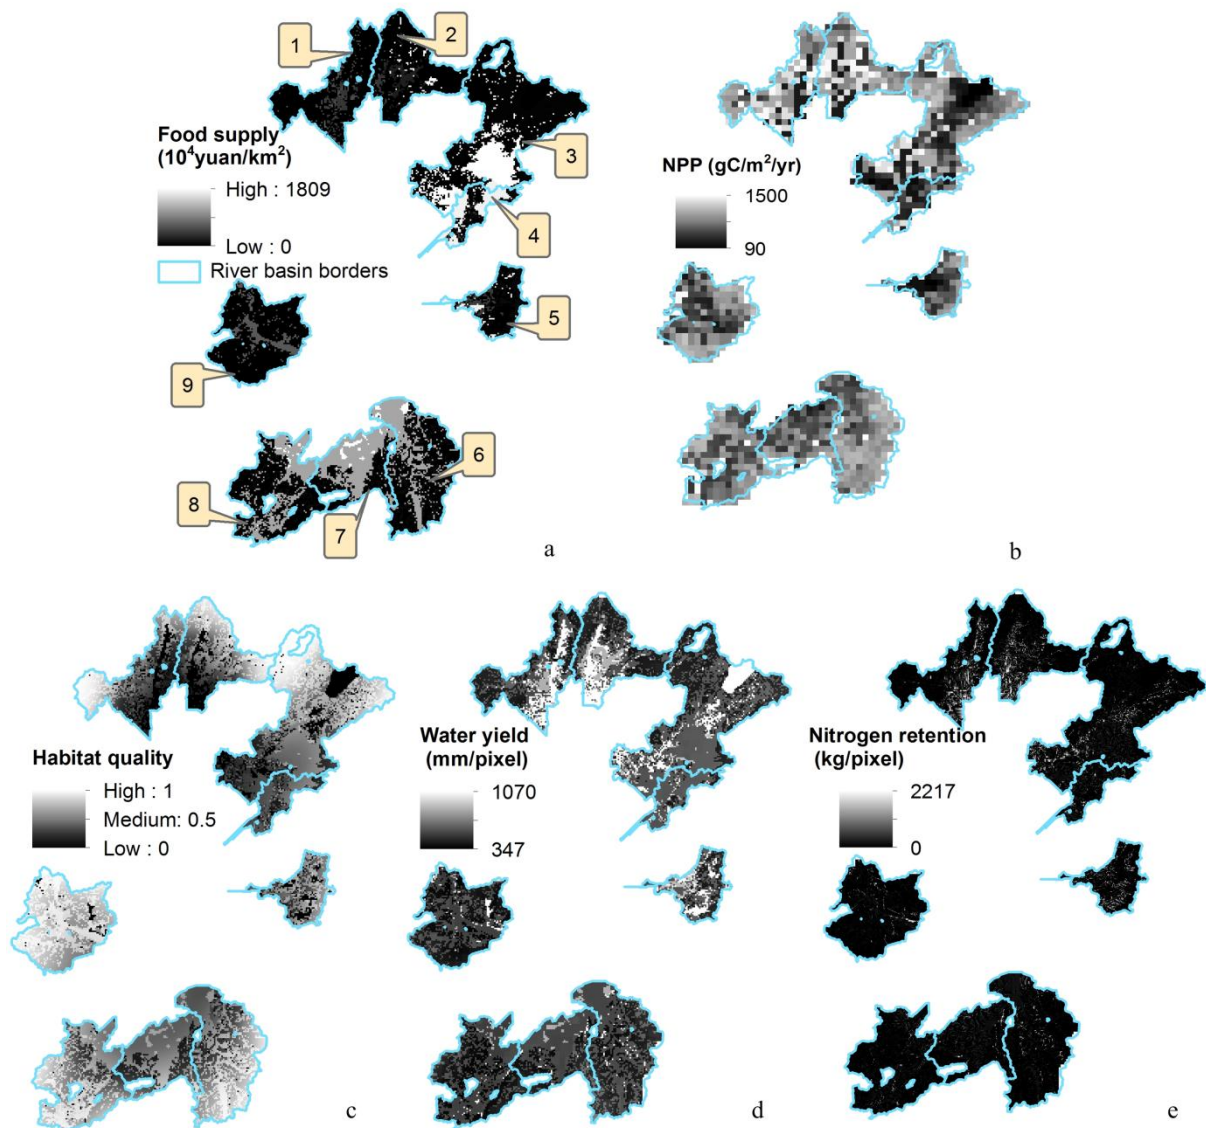 1
2
Food supply
(10⁴yuan/km²)
High : 1809
Low : 0
River basin borders
3
4
5
9
6
8
7
a
NPP (gC/m²/yr)
1500
90
b
Habitat quality
High : 1
Medium: 0.5
Low : 0
c
Water yield
(mm/pixel)
1070
347
d
Nitrogen retention
(kg/pixel)
2217
0
e